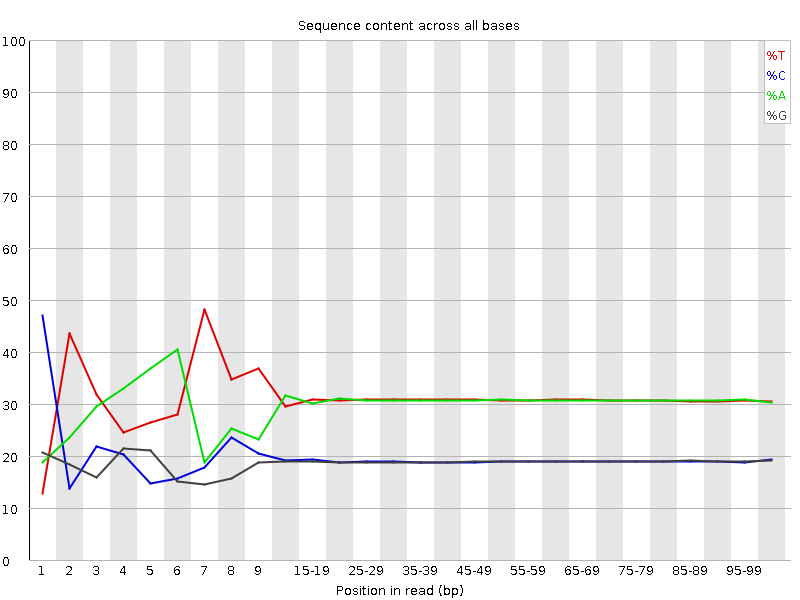 Sequence content across all bases
100
90
80
70
60
50
40
30
20
10
0
%T
%C
%A
%G
1 2 3 4 5 6 7 8 9 15-19 25-29 35-39 45-49 55-59 65-69 75-79 85-89 95-99
Position in read (bp)